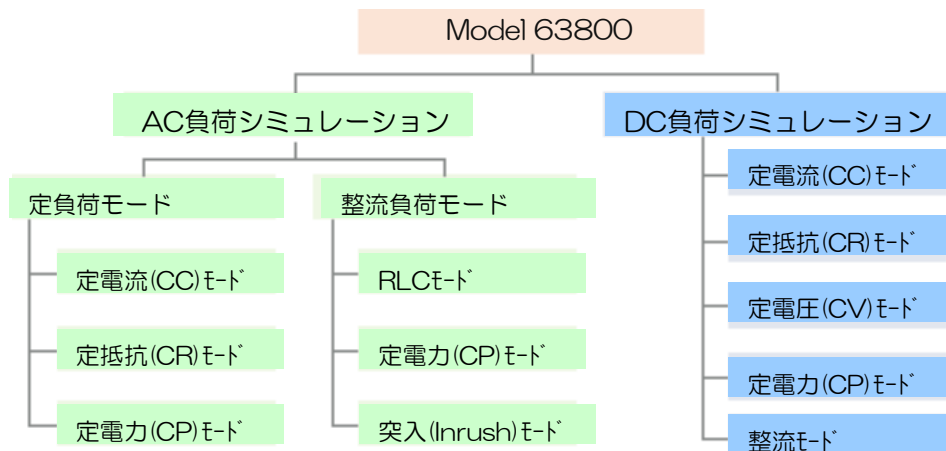 Model 63800
AC負荷シミュレーション
DC負荷シミュレーション
定負荷モード
定電流(CC)ﾓｰﾄﾞ
定抵抗(CR)ﾓｰﾄﾞ
定電力(CP)ﾓｰﾄﾞ
整流負荷モード
RLCﾓｰﾄﾞ
定電力(CP)ﾓｰﾄﾞ
突入(Inrush)ﾓｰﾄﾞ
定電流(CC)ﾓｰﾄﾞ
定抵抗(CR)ﾓｰﾄﾞ
定電圧(CV)ﾓｰﾄﾞ
定電力(CP)ﾓｰﾄﾞ
整流ﾓｰﾄﾞ